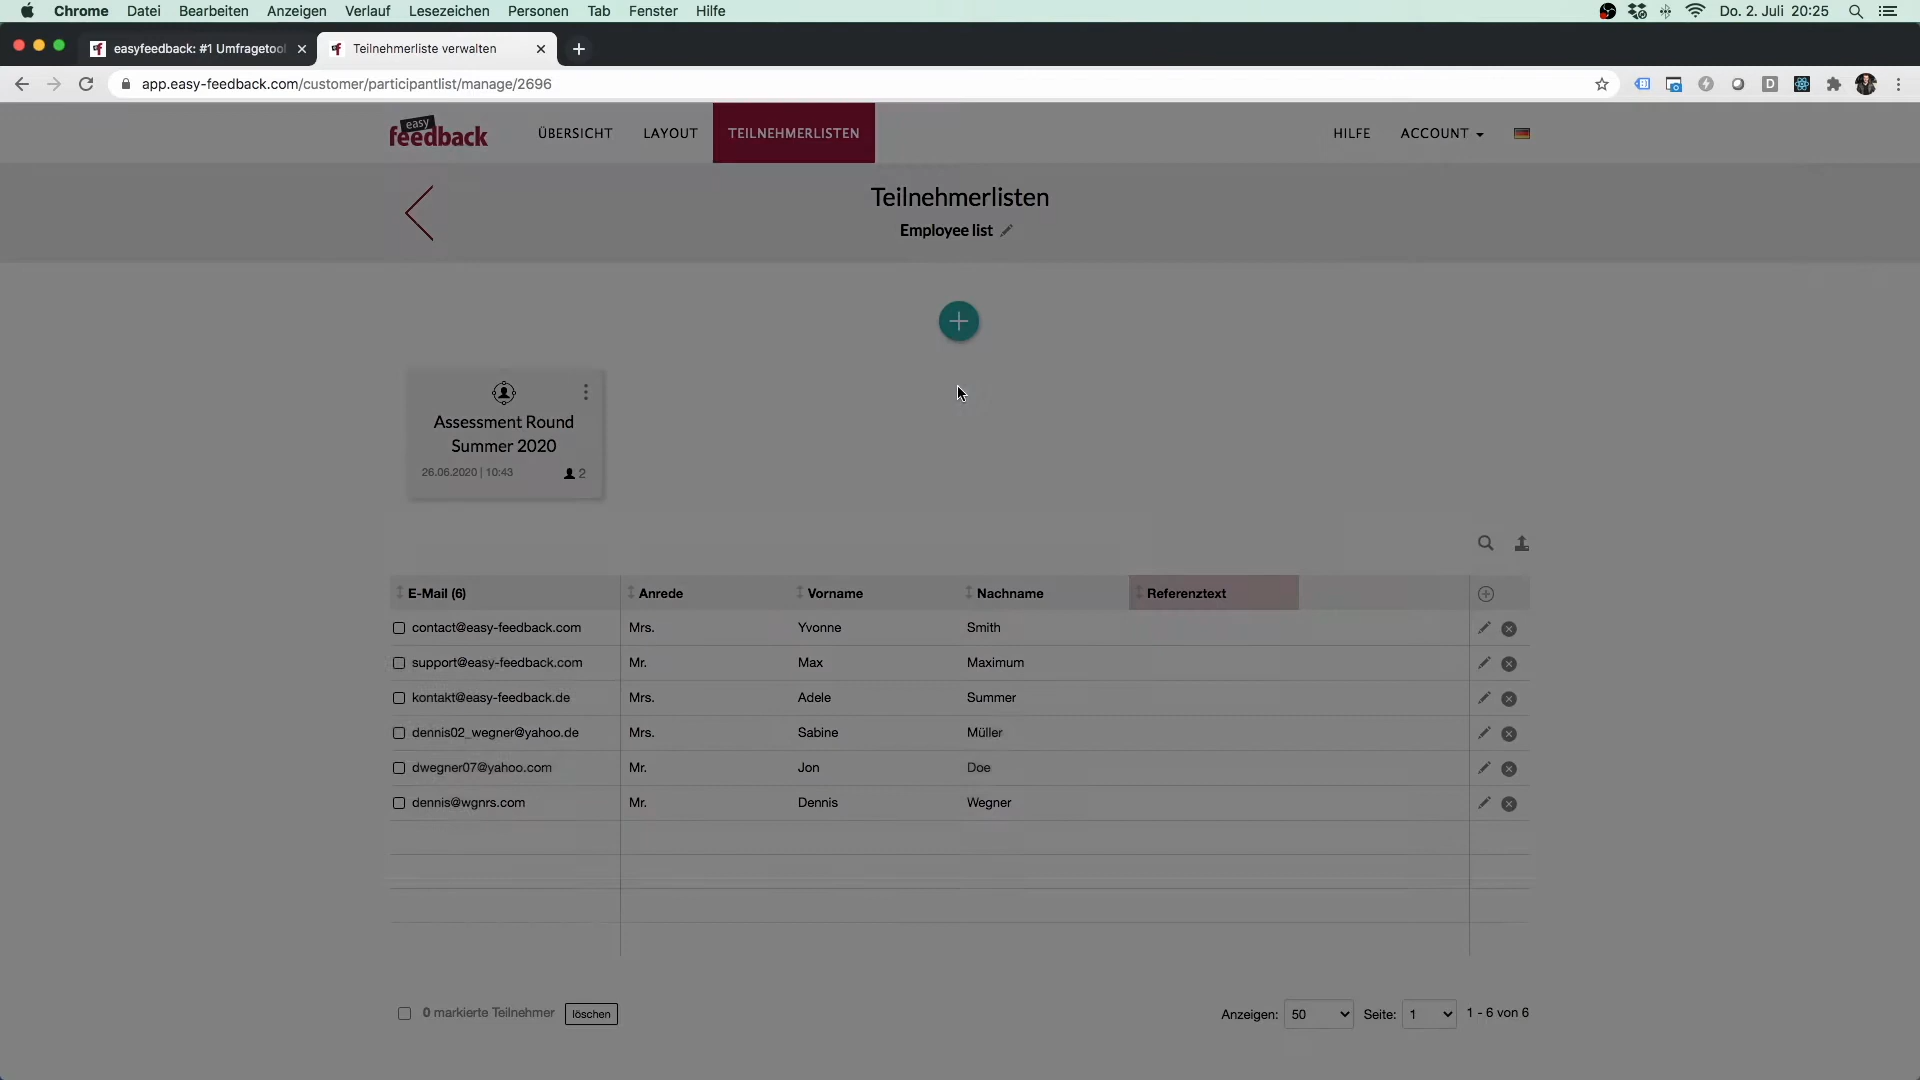 Chrome Datei Bearbeiten Anzeigen Verlauf Lesezeichen Personen Tab Fenster Hilfe Do. 2. Juli 20:25
easyfeedback: #1 Umfragetool Teilnehmerliste verwalten
app.easy-feedback.com/customer/participantlist/manage/2696
easy feedback ÜBERSICHT LAYOUT TEILNEHMERLISTEN HILFE ACCOUNT
Teilnehmerlisten
Employee list
Assessment Round
Summer 2020
26.06.2020 | 10:43 2
E-Mail (6) Anrede Vorname Nachname Referenztext
contact@easy-feedback.com Mrs. Yvonne Smith
support@easy-feedback.com Mr. Max Maximum
kontakt@easy-feedback.de Mrs. Adele Summer
dennis02_wegner@yahoo.de Mrs. Sabine Müller
dwegner07@yahoo.com Mr. Jon Doe
dennis@wgnrs.com Mr. Dennis Wegner
0 markierte Teilnehmer löschen Anzeigen: 50 Seite: 1 1 - 6 von 6